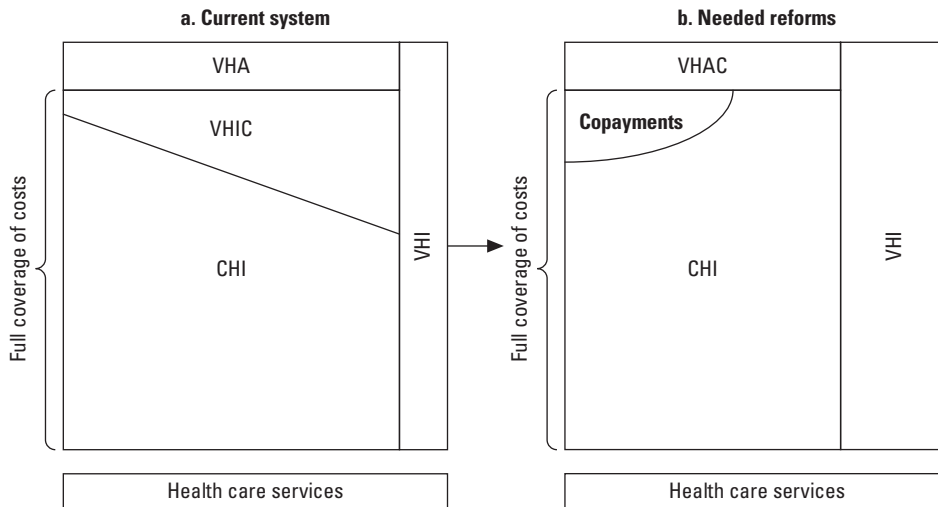 a. Current system
VHA
VHIC
CHI
VHI
Full coverage of costs
Health care services
b. Needed reforms
VHAC
Copayments
CHI
VHI
Full coverage of costs
Health care services